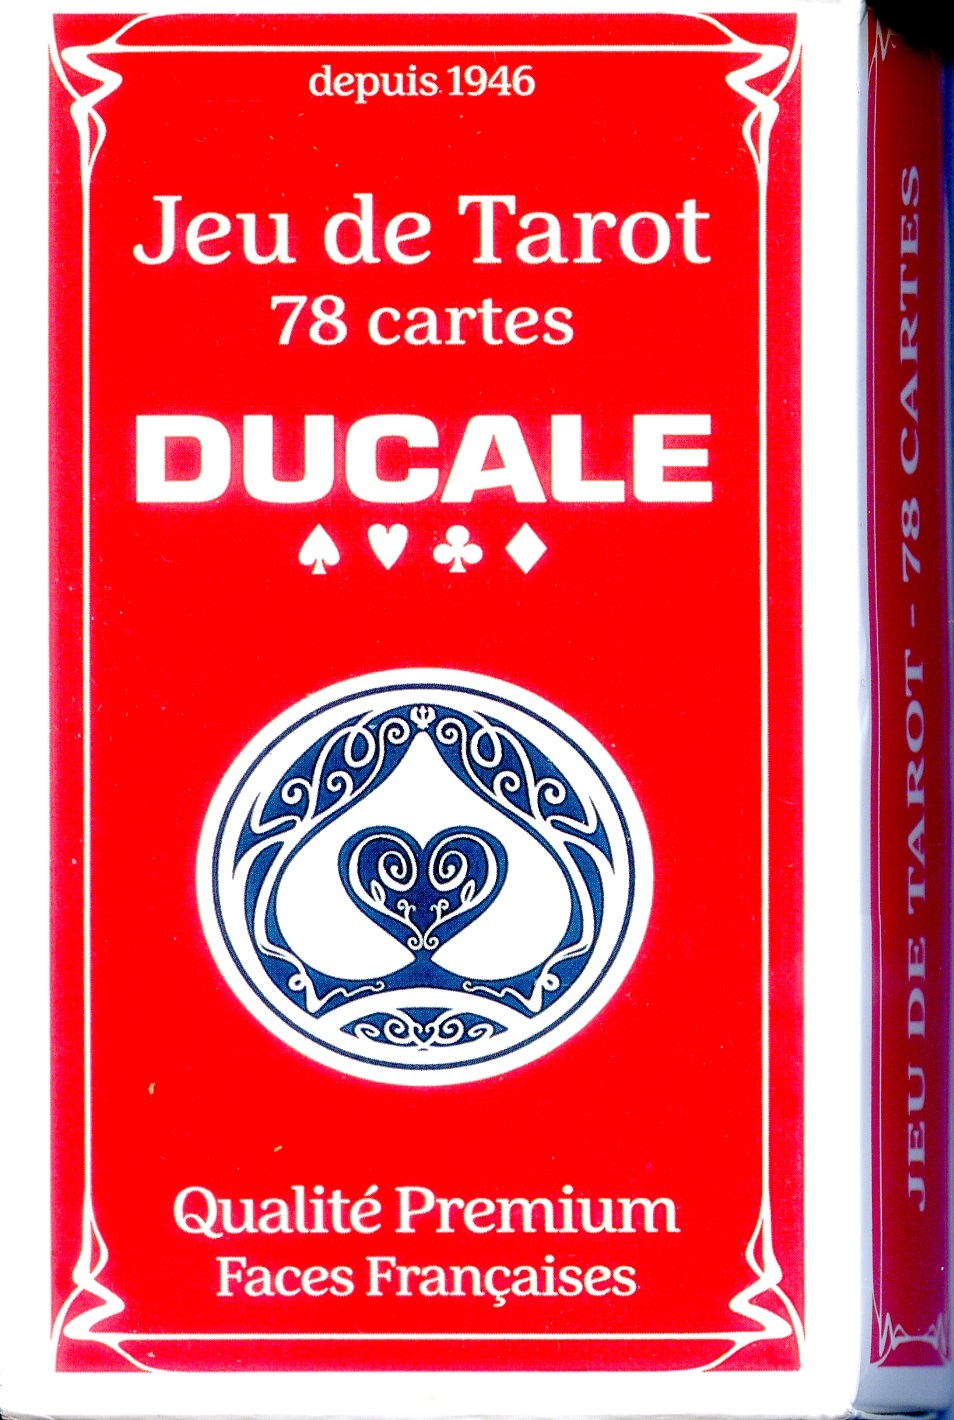 depuis 1946
Jeu de Tarot
78 cartes
DUCALE
Qualité Premium
Faces Françaises
JEU DE TAROT - 78 CARTES